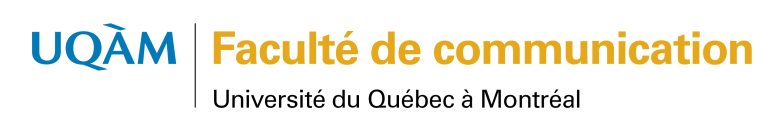 UQÀM
Faculté de communication
Université du Québec à Montréal